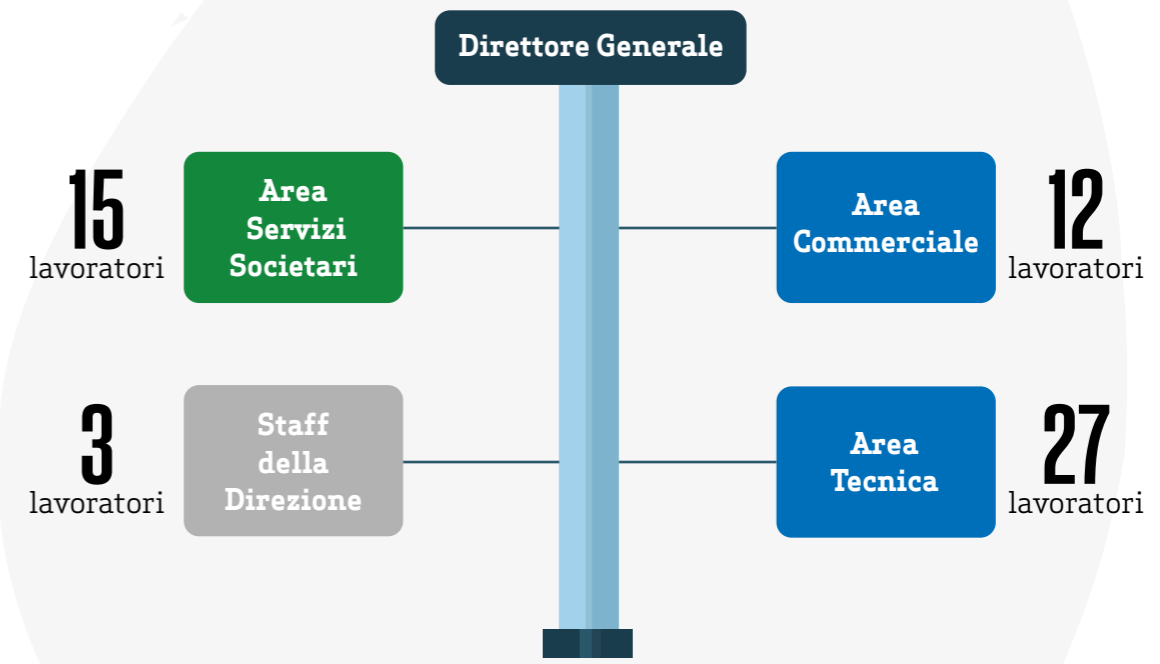 Direttore Generale
15
lavoratori
Area
Servizi
Societari
Area
Commerciale
12
lavoratori
3
lavoratori
Staff
della
Direzione
Area
Tecnica
27
lavoratori